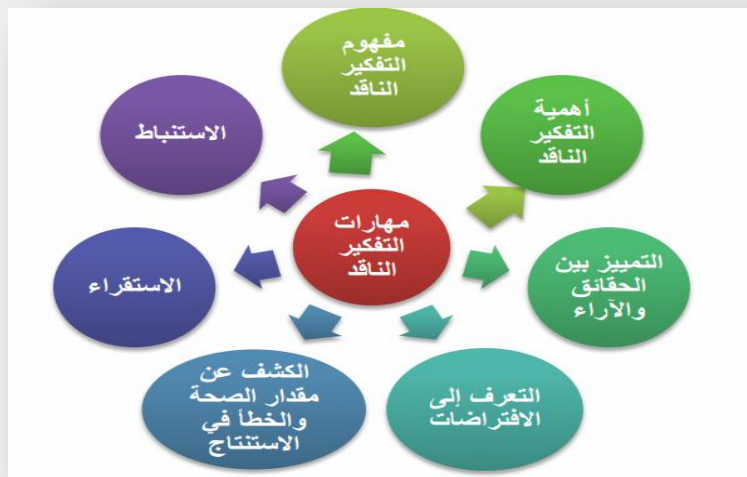 مفهوم
التفكير
الناقد
أهمية
التفكير
الناقد
التمييز بين
الحقائق
والآراء
التعرف إلى
الافتراضات
الكشف عن
مقدار الصحة
والخطأ في
الاستنتاج
الاستقراء
الاستنباط
مهارات
التفكير
الناقد